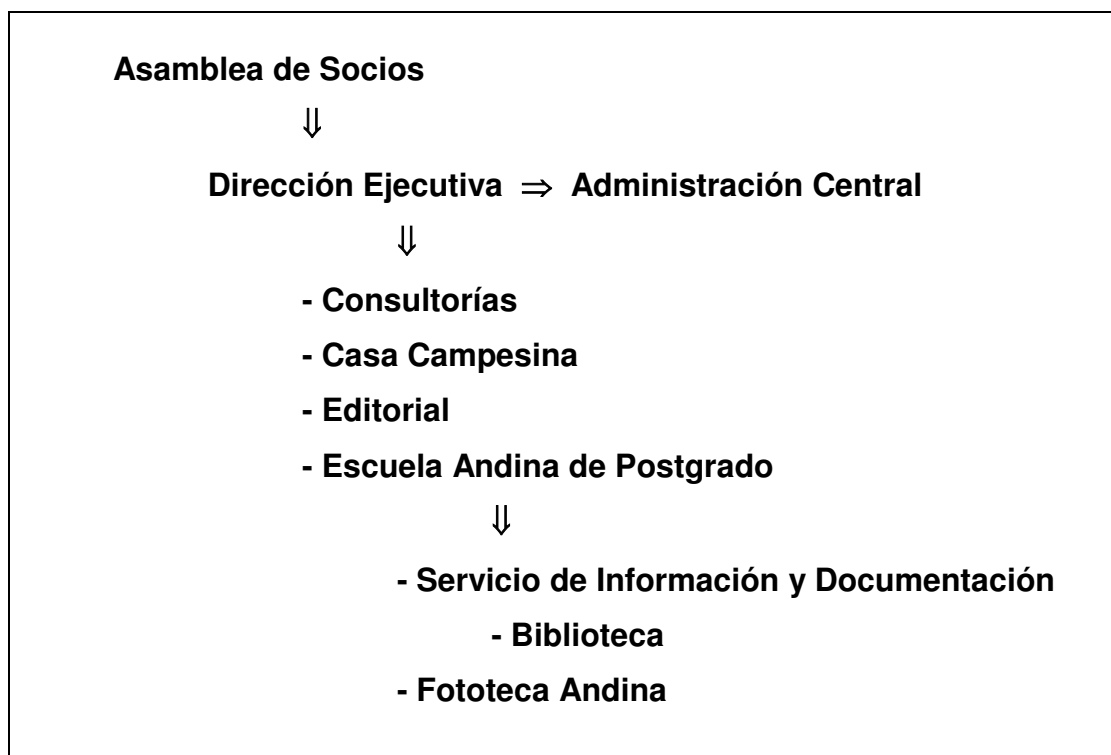 Asamblea de Socios
⇓
Dirección Ejecutiva ⇒ Administración Central
⇓
- Consultorías
- Casa Campesina
- Editorial
- Escuela Andina de Postgrado
⇓
- Servicio de Información y Documentación
- Biblioteca
- Fototeca Andina